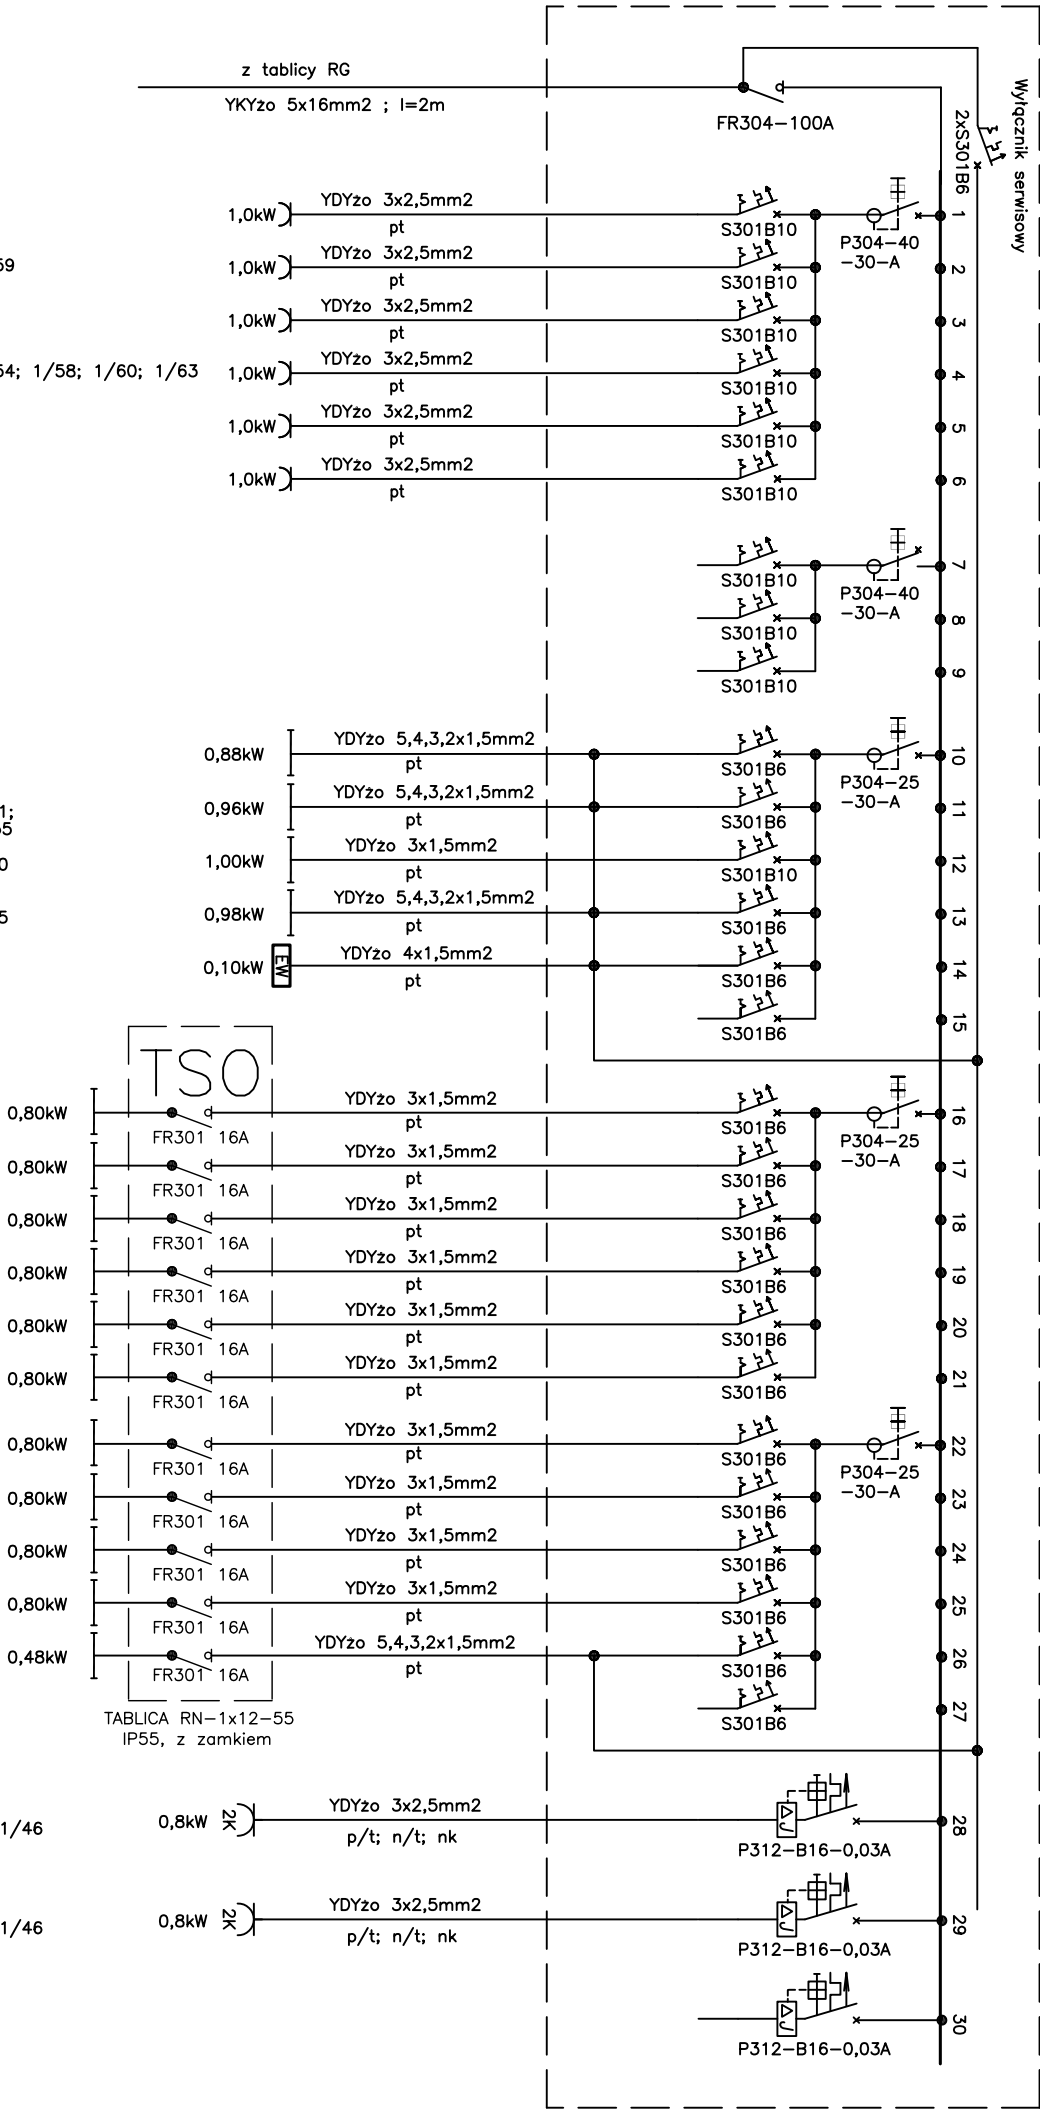 z tablicy RG
YKYżo 5x16mm2 ; l=2m
FR304-100A
Wyłącznik serwisowy
2xS301B6
1,0kW
YDYżo 3x2,5mm2
pt
S301B10
P304-40
-30-A
1
59
1,0kW
YDYżo 3x2,5mm2
pt
S301B10
2
1,0kW
YDYżo 3x2,5mm2
pt
S301B10
3
54; 1/58; 1/60; 1/63
1,0kW
YDYżo 3x2,5mm2
pt
S301B10
4
1,0kW
YDYżo 3x2,5mm2
pt
S301B10
5
1,0kW
YDYżo 3x2,5mm2
pt
S301B10
6
S301B10
P304-40
-30-A
7
S301B10
8
S301B10
9
0,88kW
YDYżo 5,4,3,2x1,5mm2
pt
S301B6
P304-25
-30-A
10
1;
55
0,96kW
YDYżo 5,4,3,2x1,5mm2
pt
S301B6
11
0
1,00kW
YDYżo 3x1,5mm2
pt
S301B10
12
5
0,98kW
YDYżo 5,4,3,2x1,5mm2
pt
S301B6
13
0,10kW
EW
YDYżo 4x1,5mm2
pt
S301B6
14
S301B6
15
TSO
0,80kW
FR301 16A
YDYżo 3x1,5mm2
pt
S301B6
P304-25
-30-A
16
0,80kW
FR301 16A
YDYżo 3x1,5mm2
pt
S301B6
17
0,80kW
FR301 16A
YDYżo 3x1,5mm2
pt
S301B6
18
0,80kW
FR301 16A
YDYżo 3x1,5mm2
pt
S301B6
19
0,80kW
FR301 16A
YDYżo 3x1,5mm2
pt
S301B6
20
0,80kW
FR301 16A
YDYżo 3x1,5mm2
pt
S301B6
21
0,80kW
FR301 16A
YDYżo 3x1,5mm2
pt
S301B6
P304-25
-30-A
22
0,80kW
FR301 16A
YDYżo 3x1,5mm2
pt
S301B6
23
0,80kW
FR301 16A
YDYżo 3x1,5mm2
pt
S301B6
24
0,80kW
FR301 16A
YDYżo 3x1,5mm2
pt
S301B6
25
0,48kW
FR301 16A
YDYżo 5,4,3,2x1,5mm2
pt
S301B6
26
S301B6
27
TABLICA RN-1x12-55
IP55, z zamkiem
1/46
0,8kW
2K
YDYżo 3x2,5mm2
p/t; n/t; nk
P312-B16-0,03A
28
1/46
0,8kW
2K
YDYżo 3x2,5mm2
p/t; n/t; nk
P312-B16-0,03A
29
P312-B16-0,03A
30